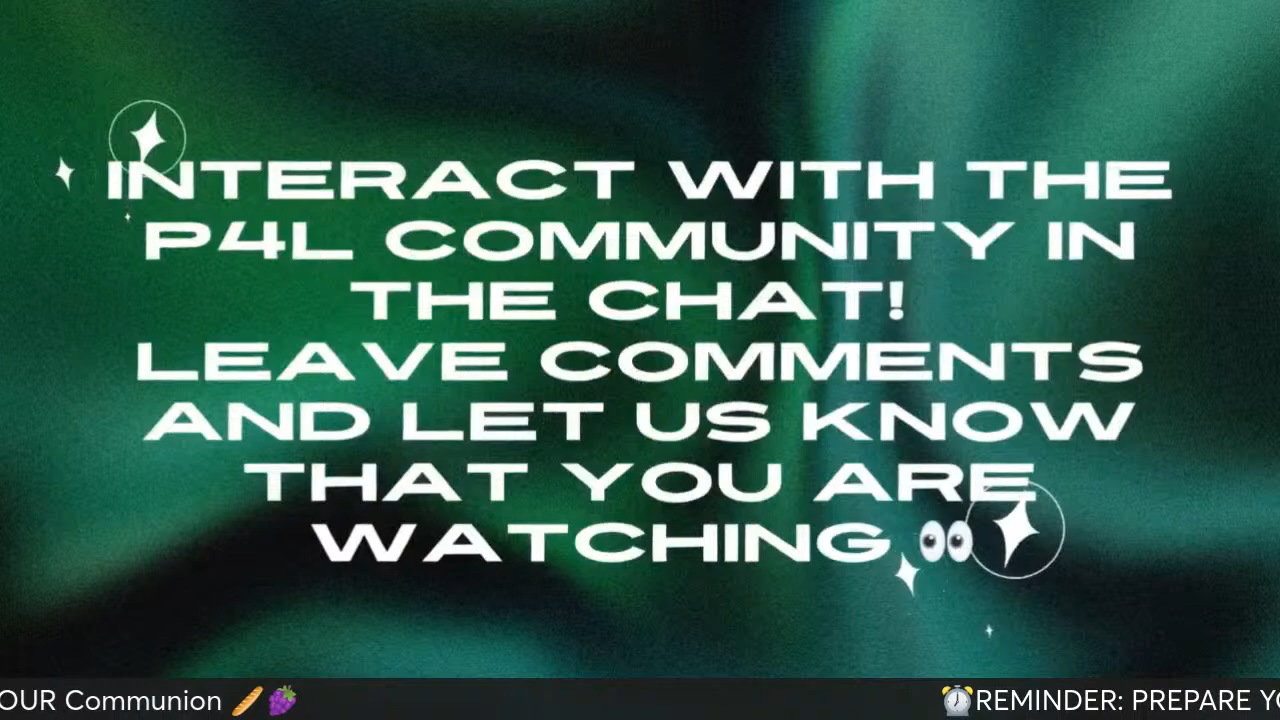 INTERACT WITH THE
P4L COMMUNITY IN
THE CHAT!
LEAVE COMMENTS
AND LET US KNOW
THAT YOU ARE
WATCHING 👀
OUR Communion 🥖🍇 ⏰REMINDER: PREPARE